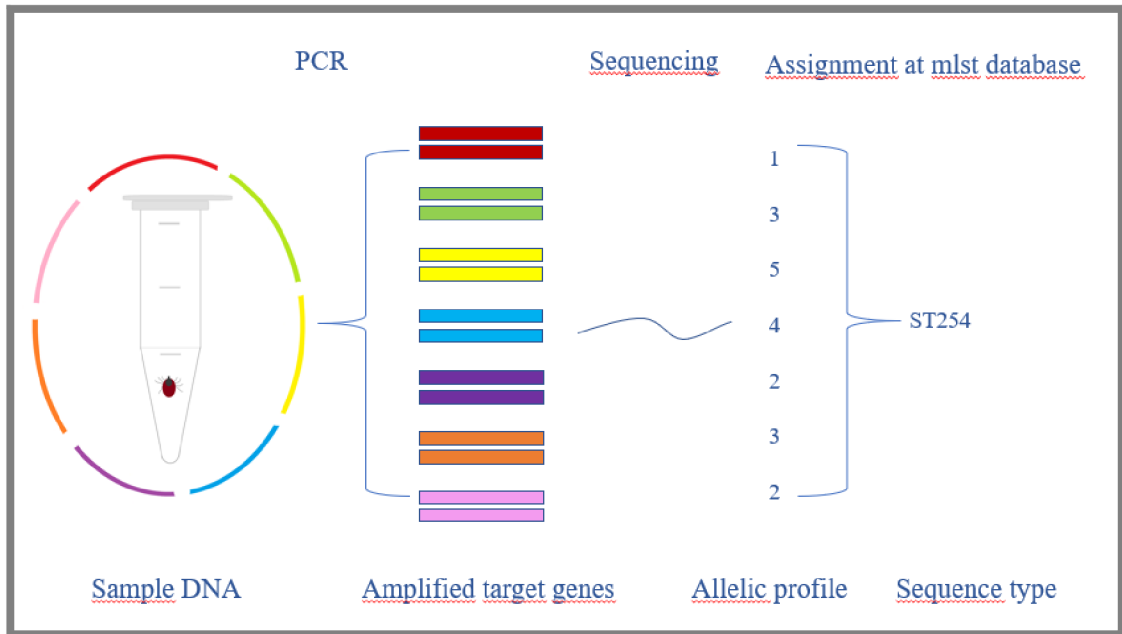 PCR
Sequencing
Assignment at mlst database
1
3
5
4
2
3
2
ST254
Sample DNA
Amplified target genes
Allelic profile
Sequence type